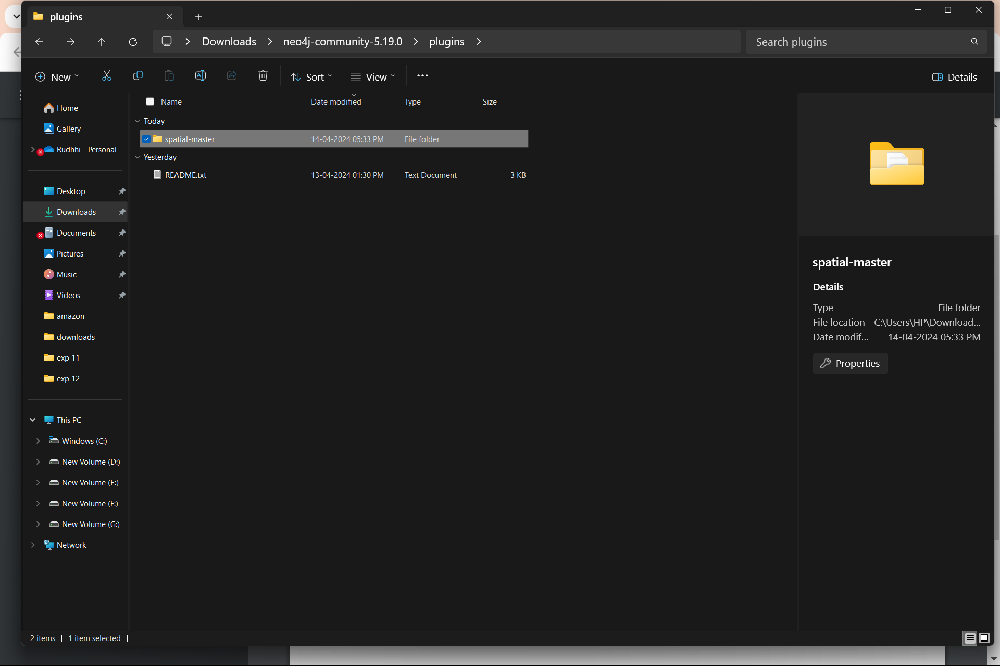 plugins
Downloads
neo4j-community-5.19.0
plugins
Search plugins
New
Sort
View
Details
Name
Date modified
Type
Size
Today
spatial-master
14-04-2024 05:33 PM
File folder
Yesterday
README.txt
13-04-2024 01:30 PM
Text Document
3 KB
Home
Gallery
Rudhhi - Personal
Desktop
Downloads
Documents
Pictures
Music
Videos
amazon
downloads
exp 11
exp 12
This PC
Windows (C:)
New Volume (D:)
New Volume (E:)
New Volume (F:)
New Volume (G:)
Network
spatial-master
Details
Type File folder
File location C:\Users\HP\Download...
Date modif... 14-04-2024 05:33 PM
Properties
2 items
1 item selected